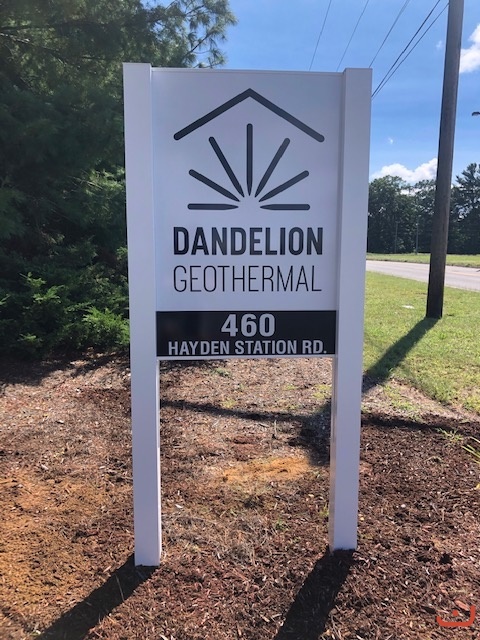 DANDELION
GEOTHERMAL
460
HAYDEN STATION RD.